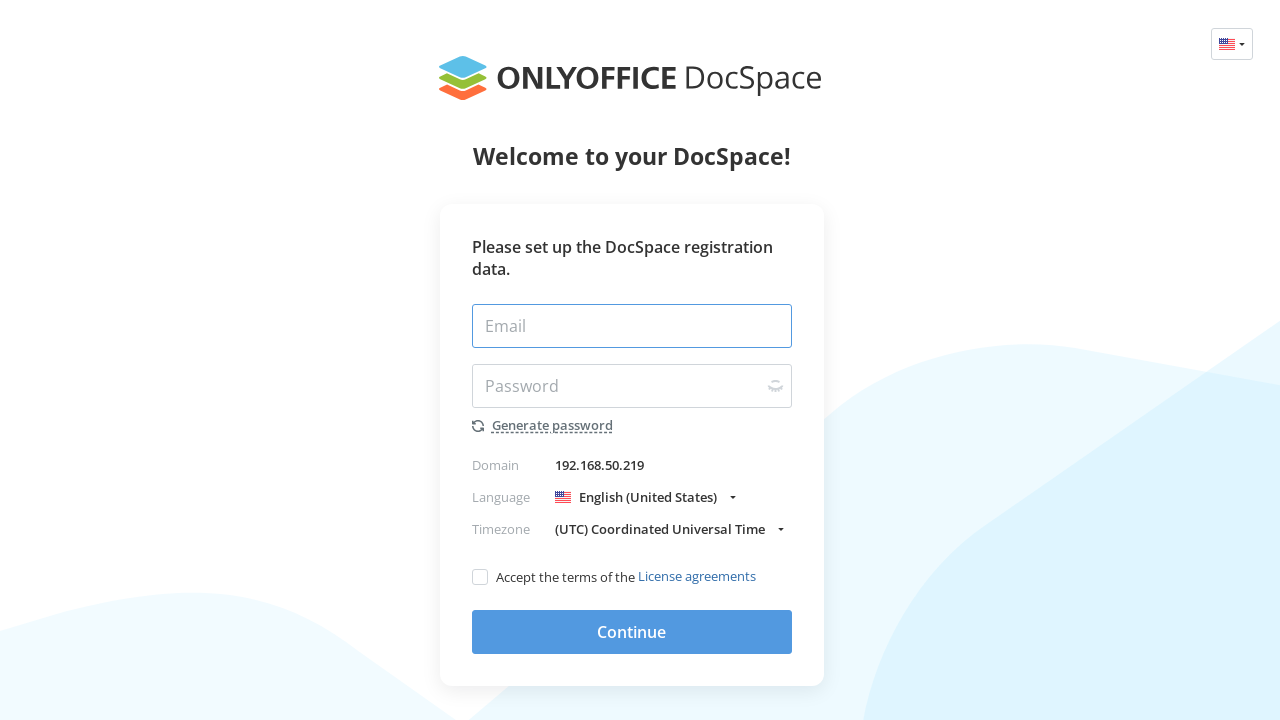 ONLYOFFICE DocSpace
Welcome to your DocSpace!
Please set up the DocSpace registration
data.
Email
Password
Generate password
Domain 192.168.50.219
Language English (United States)
Timezone (UTC) Coordinated Universal Time
Accept the terms of the License agreements
Continue